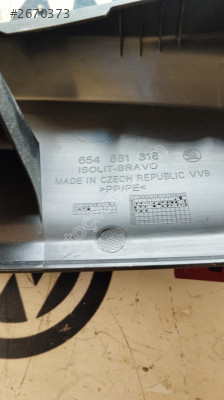 #2670373
654 881 318
ISOLIT-BRAVO
MADE IN CZECH REPUBLIC VV9
>PP/PE<